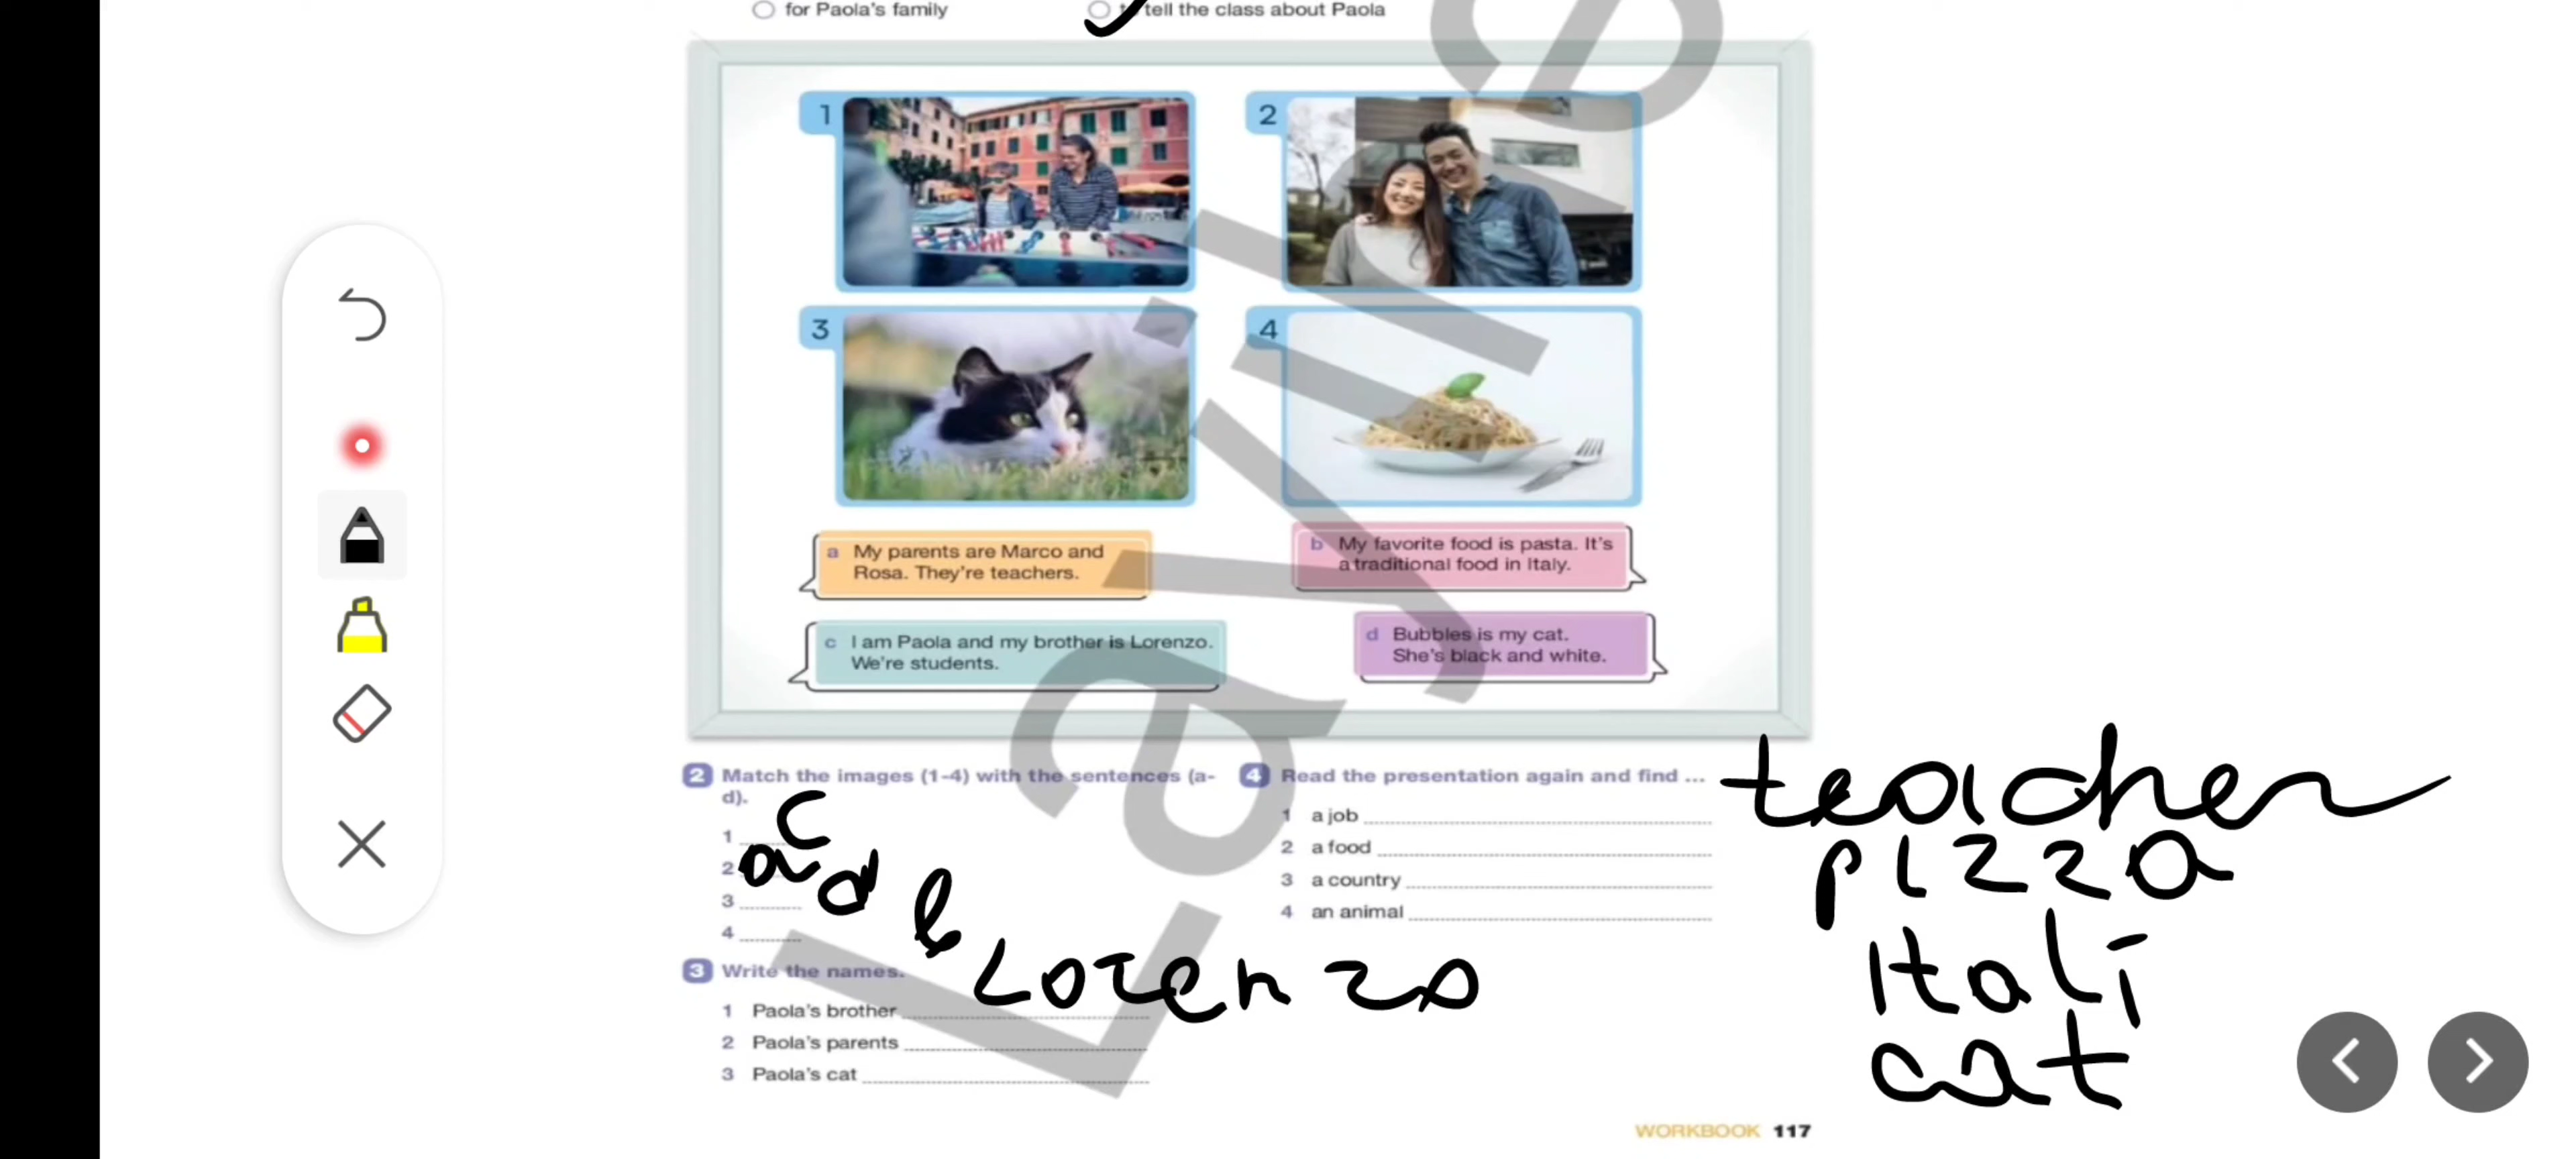 for Paola's family
tell the class about Paola
1
2
3
4
a My parents are Marco and
Rosa. They're teachers.
b My favorite food is pasta. It's
a traditional food in Italy.
c I am Paola and my brother is Lorenzo.
We're students.
d Bubbles is my cat.
She's black and white.
2 Match the images (1-4) with the sentences (a-
d).
1 c
2 a
3 d
4 b
3 Write the names.
1 Paola's brother Lorenzo
2 Paola's parents
3 Paola's cat
4 Read the presentation again and find ...
1 a job teacher
2 a food pizza
3 a country Itali
4 an animal cat
WORKBOOK 117